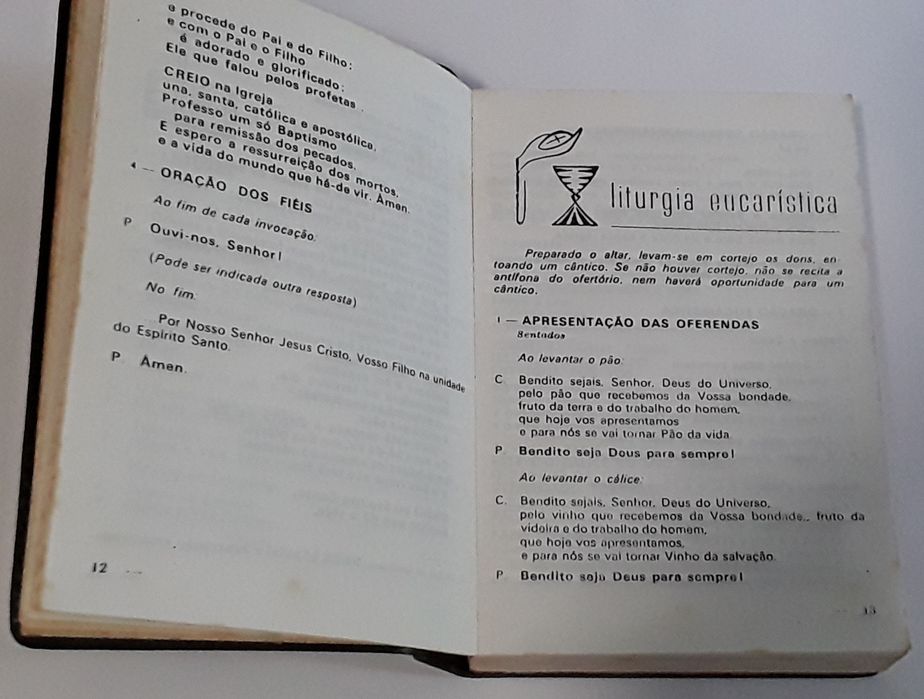 e procede do Pai e do Filho;
e com o Pai e o Filho
é adorado e glorificado;
Ele que falou pelos profetas.
CREIO na Igreja
una, santa, católica e apostólica,
Professo um só Baptismo
para remissão dos pecados,
E espero a ressurreição dos mortos,
e a vida do mundo que há-de vir. Ámen.
4 — ORAÇÃO DOS FIÉIS
Ao fim de cada invocação:
P Ouvi-nos, Senhor!
(Pode ser indicada outra resposta)
No fim:
Por Nosso Senhor Jesus Cristo, Vosso Filho na unidade
do Espírito Santo.
P. Ámen.
12
liturgia eucarística
Preparado o altar, levam-se em cortejo os dons, en
toando um cântico. Se não houver cortejo, não se recita a
antífona do ofertório, nem haverá oportunidade para um
cântico.
1 — APRESENTAÇÃO DAS OFERENDAS
Sentados
Ao levantar o pão:
C. Bendito sejais, Senhor, Deus do Universo,
pelo pão que recebemos da Vossa bondade,
fruto da terra e do trabalho do homem,
que hoje vos apresentamos
e para nós se vai tornar Pão da vida.
P. Bendito seja Deus para sempre!
Ao levantar o cálice:
C. Bendito sejais, Senhor, Deus do Universo,
pelo vinho que recebemos da Vossa bondade,, fruto da
videira e do trabalho do homem,
que hoje vos apresentamos,
e para nós se vai tornar Vinho da salvação.
P. Bendito seja Deus para sempre!
13